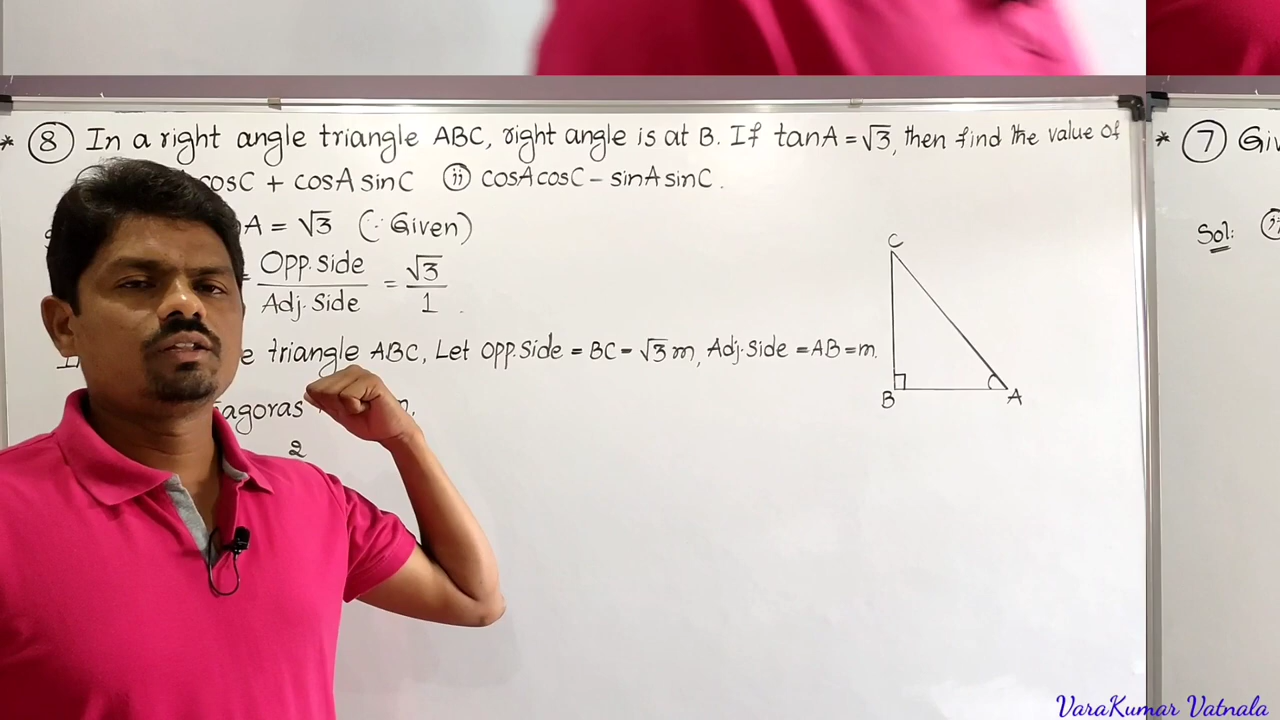 * ⑧ In a right angle triangle ABC, right angle is at B. If tanA = √3, then find the value of
cosC + cosA sinC (ii) cosA cosC − sinA sinC.
A = √3 (∵ Given)
= Opp. Side / Adj. Side = √3 / 1 .
triangle ABC, Let Opp. Side = BC = √3 m, Adj. Side = AB = m.
2
C
B
A
* ⑦
Sol:
VaraKumar Vatnala